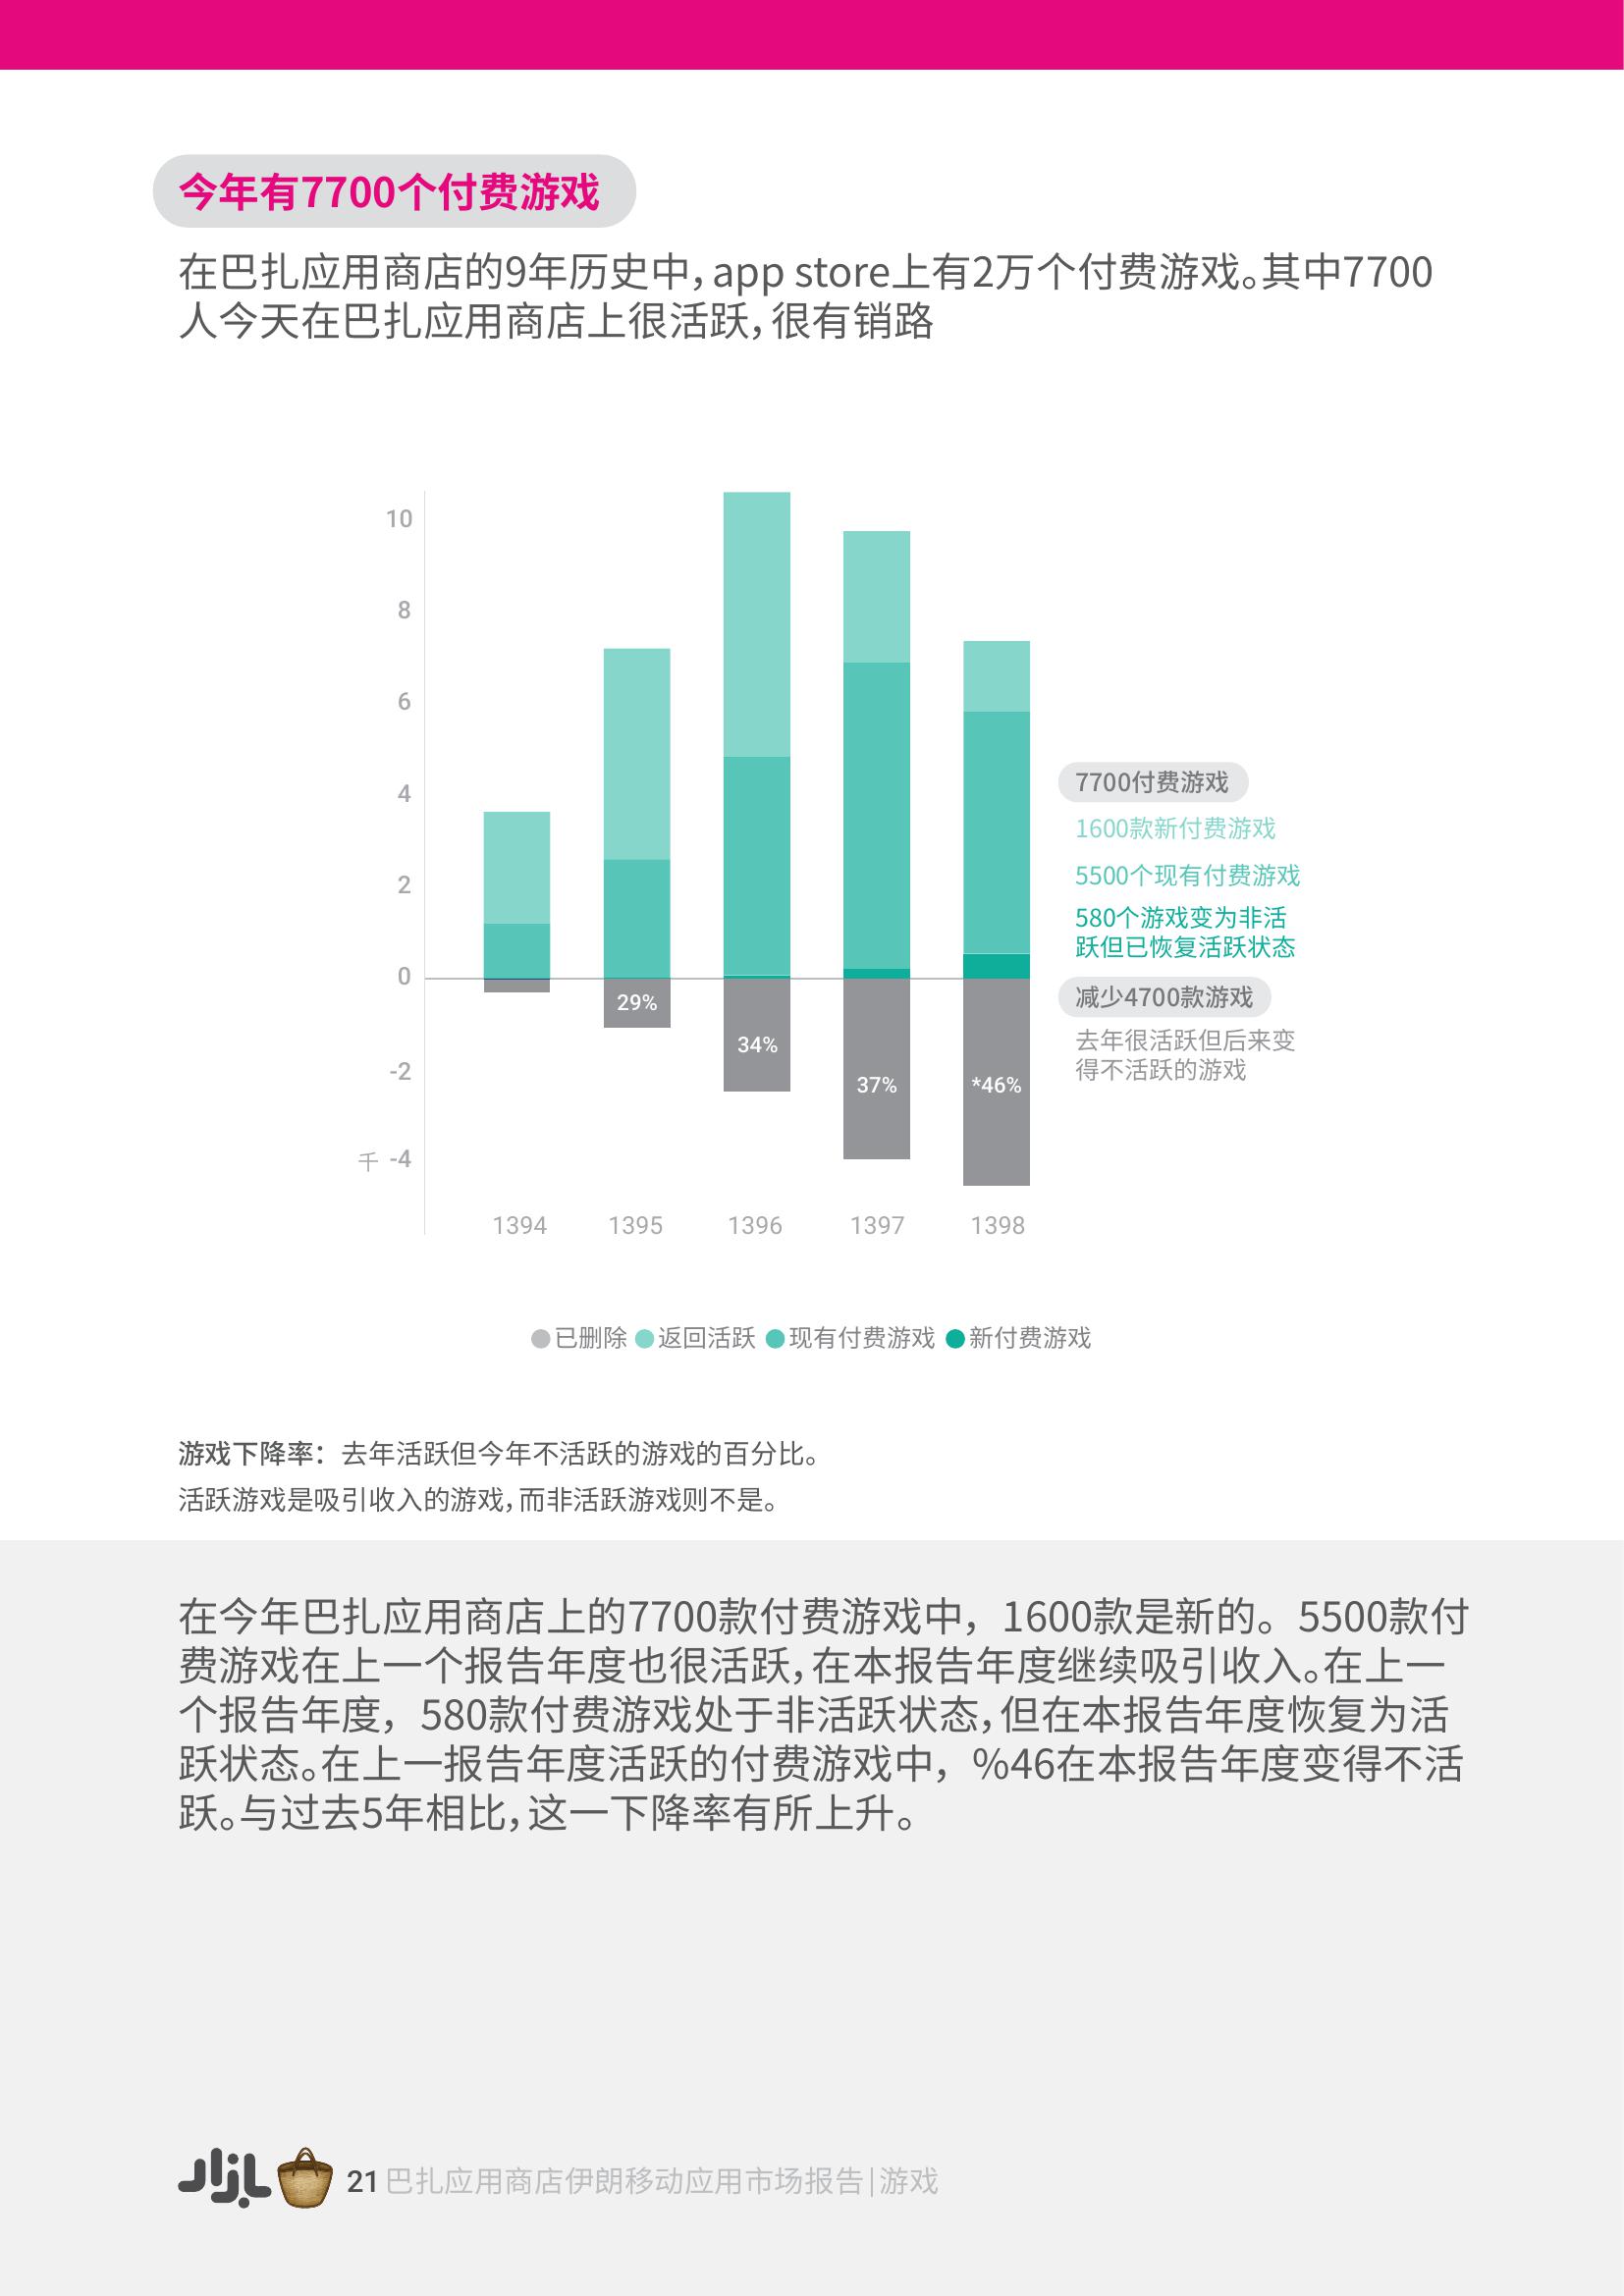 今年有7700个付费游戏
在巴扎应用商店的9年历史中，app store上有2万个付费游戏。其中7700
人今天在巴扎应用商店上很活跃，很有销路
10
8
6
4
2
0
-2
千 -4
29%
34%
37%
*46%
1394 1395 1396 1397 1398
7700付费游戏
1600款新付费游戏
5500个现有付费游戏
580个游戏变为非活
跃但已恢复活跃状态
减少4700款游戏
去年很活跃但后来变
得不活跃的游戏
已删除 返回活跃 现有付费游戏 新付费游戏
游戏下降率：去年活跃但今年不活跃的游戏的百分比。
活跃游戏是吸引收入的游戏，而非活跃游戏则不是。
在今年巴扎应用商店上的7700款付费游戏中，1600款是新的。5500款付
费游戏在上一个报告年度也很活跃，在本报告年度继续吸引收入。在上一
个报告年度，580款付费游戏处于非活跃状态，但在本报告年度恢复为活
跃状态。在上一报告年度活跃的付费游戏中，%46在本报告年度变得不活
跃。与过去5年相比，这一下降率有所上升。
بازار 21 巴扎应用商店伊朗移动应用市场报告|游戏